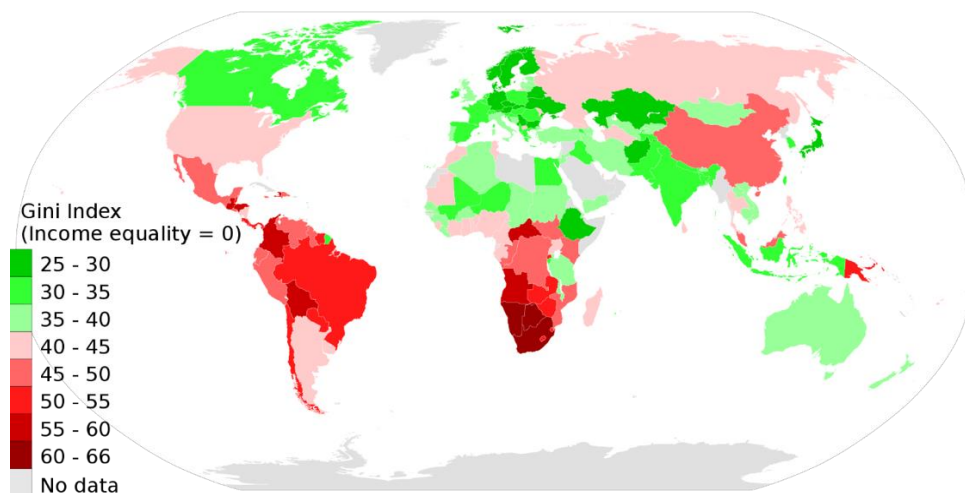 Gini Index
(Income equality = 0)
25 - 30
30 - 35
35 - 40
40 - 45
45 - 50
50 - 55
55 - 60
60 - 66
No data